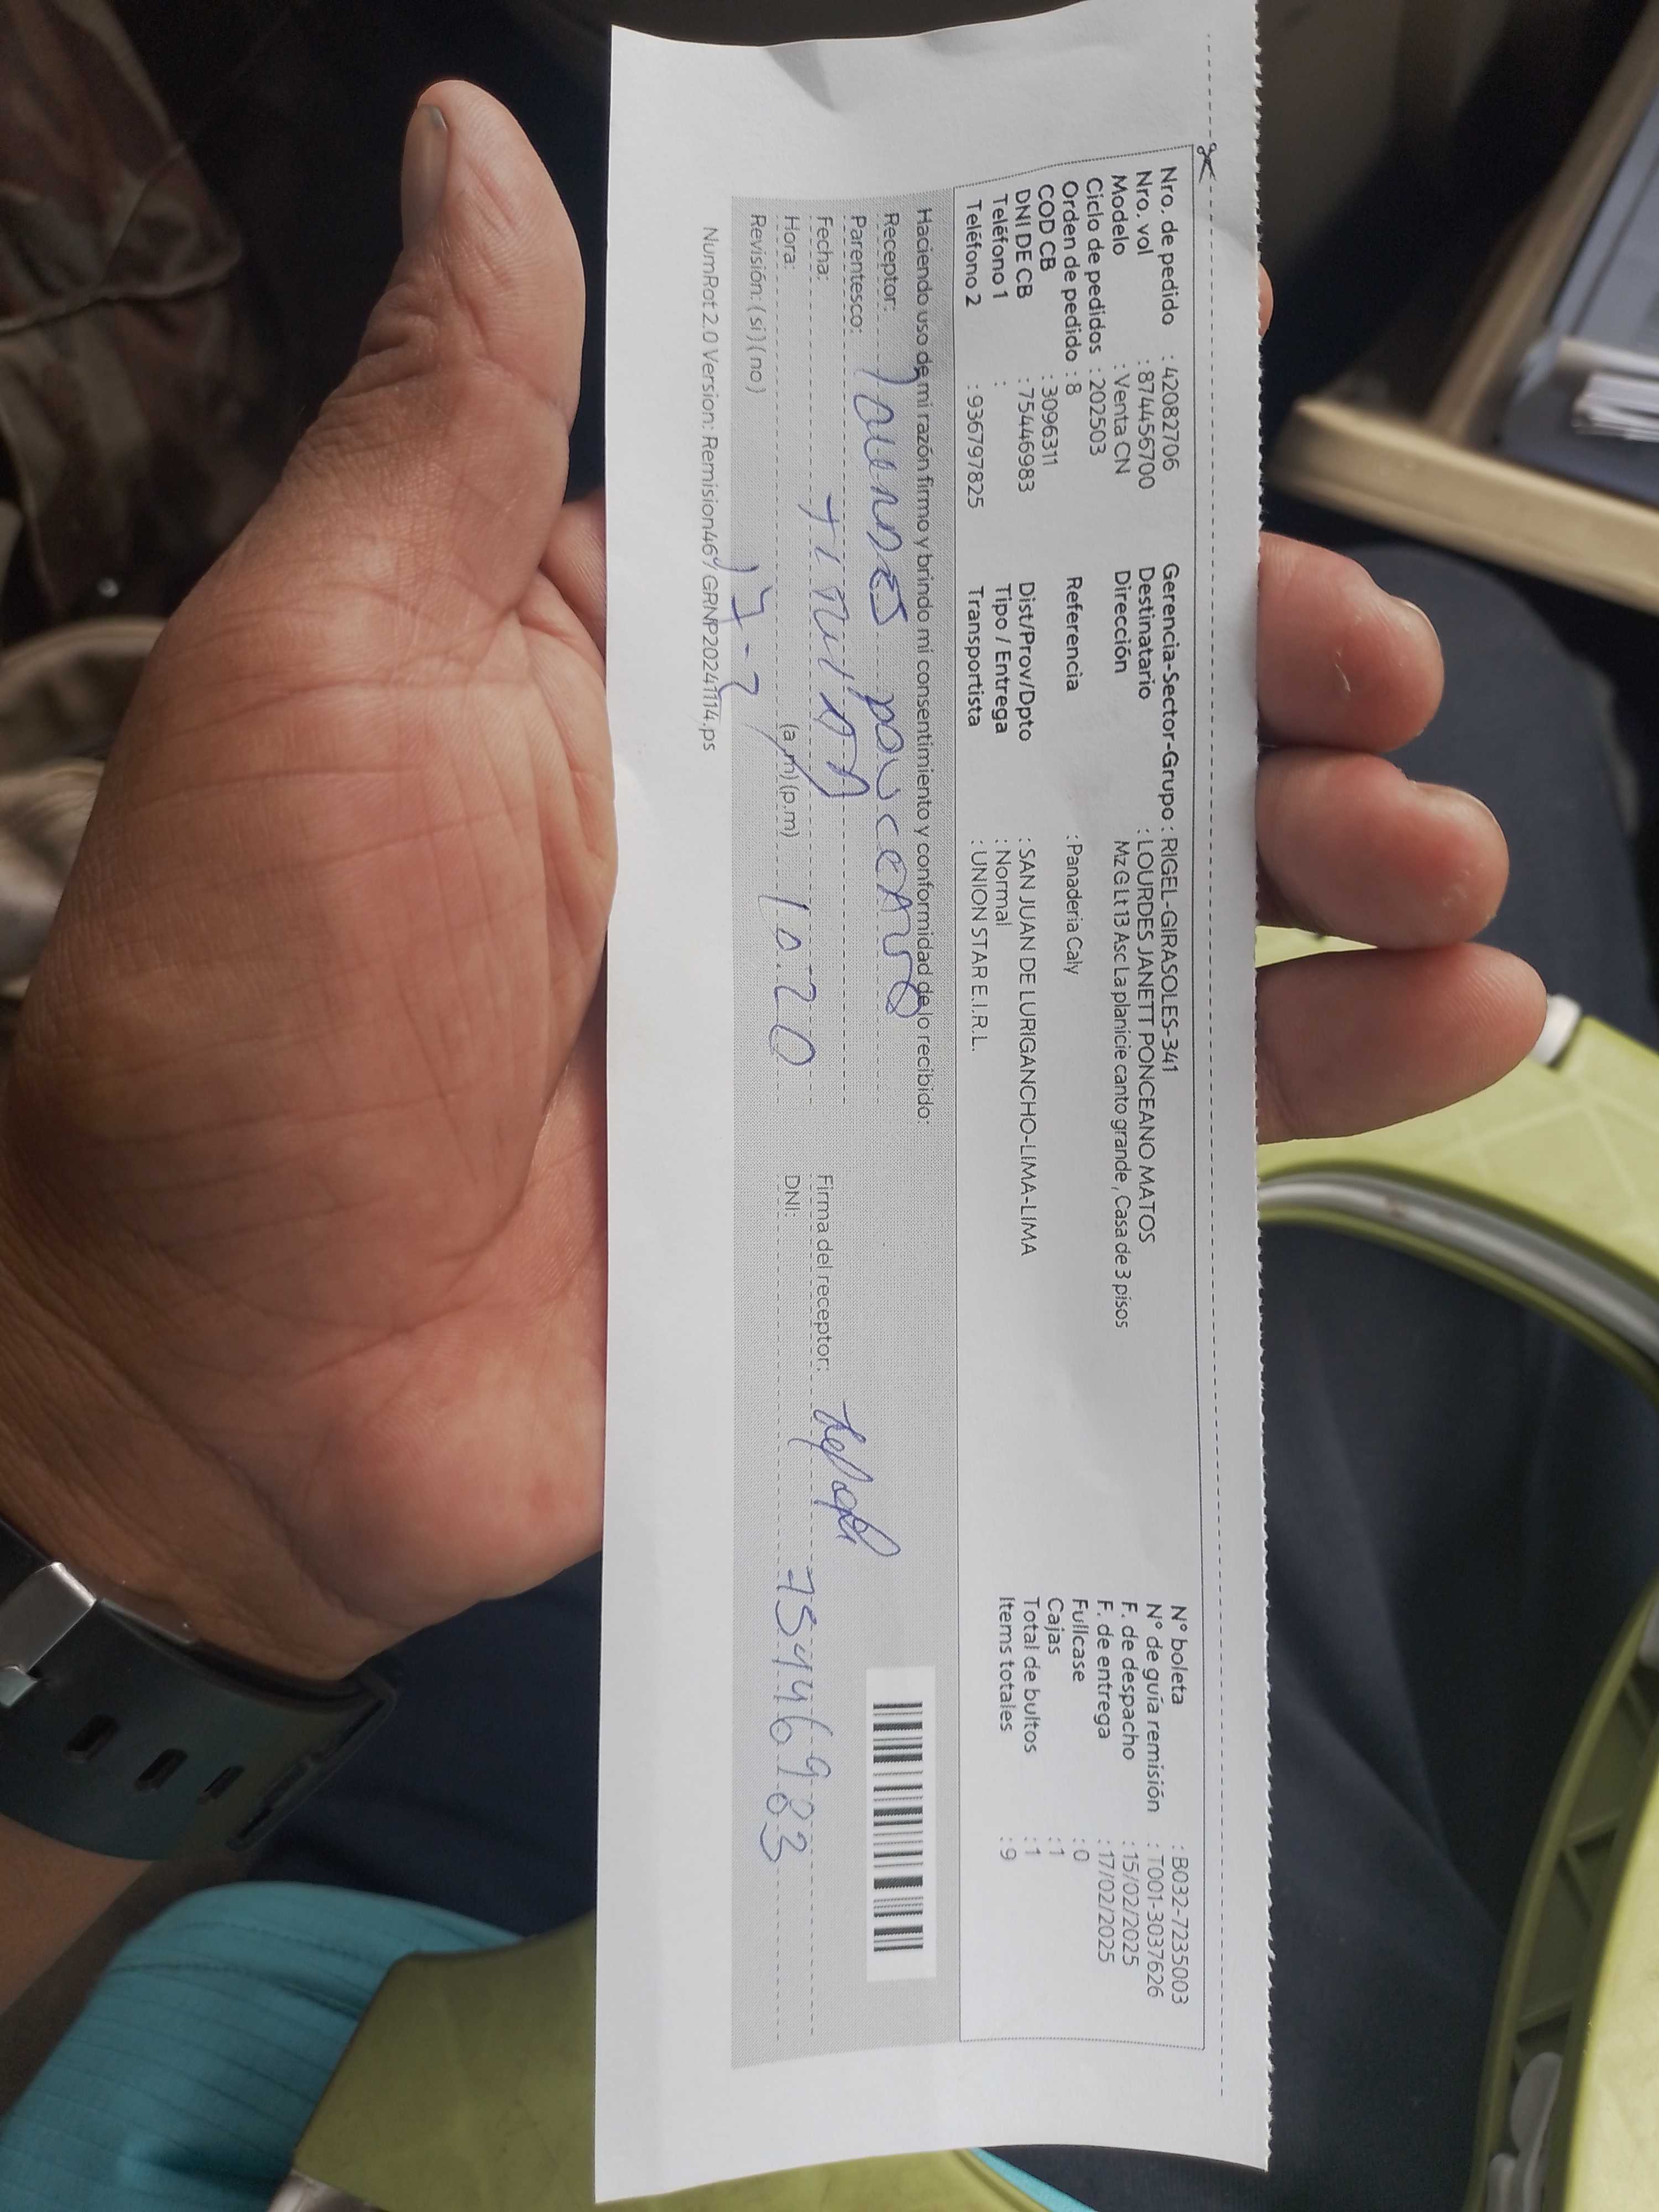 Nro. de pedido : 42082706
Nro. vol : 8744456700
Modelo : Venta CN
Ciclo de pedidos : 202503
Orden de pedido : 8
COD CB : 3096311
DNI DE CB : 75446983
Teléfono 1 :
Teléfono 2 : 936797825
Gerencia-Sector-Grupo : RIGEL-GIRASOLES-341
Destinatario : LOURDES JANETT PONCEANO MATOS
Dirección : Mz G Lt 13 Asc La planicie canto grande , Casa de 3 pisos
Referencia : Panaderia Caly
Dist/Prov/Dpto : SAN JUAN DE LURIGANCHO-LIMA-LIMA
Tipo / Entrega : Normal
Transportista : UNION STAR E.I.R.L.
N° boleta : B032-7235003
N° de guía remisión : T001-3037626
F. de despacho : 15/02/2025
F. de entrega : 17/02/2025
Fullcase : 0
Cajas : 1
Total de bultos : 1
Items totales : 9
Haciendo uso de mi razón firmo y brindo mi consentimiento y conformidad de lo recibido:
Receptor: Lourdes Ponceano
Parentesco: Titular
Fecha:
Hora: (a.m) (p.m) 10:20
Revisión: ( si ) ( no )
Firma del receptor:
DNI: 75446983
NumRot 2.0 Version: Remision469 GRNP20241114.ps